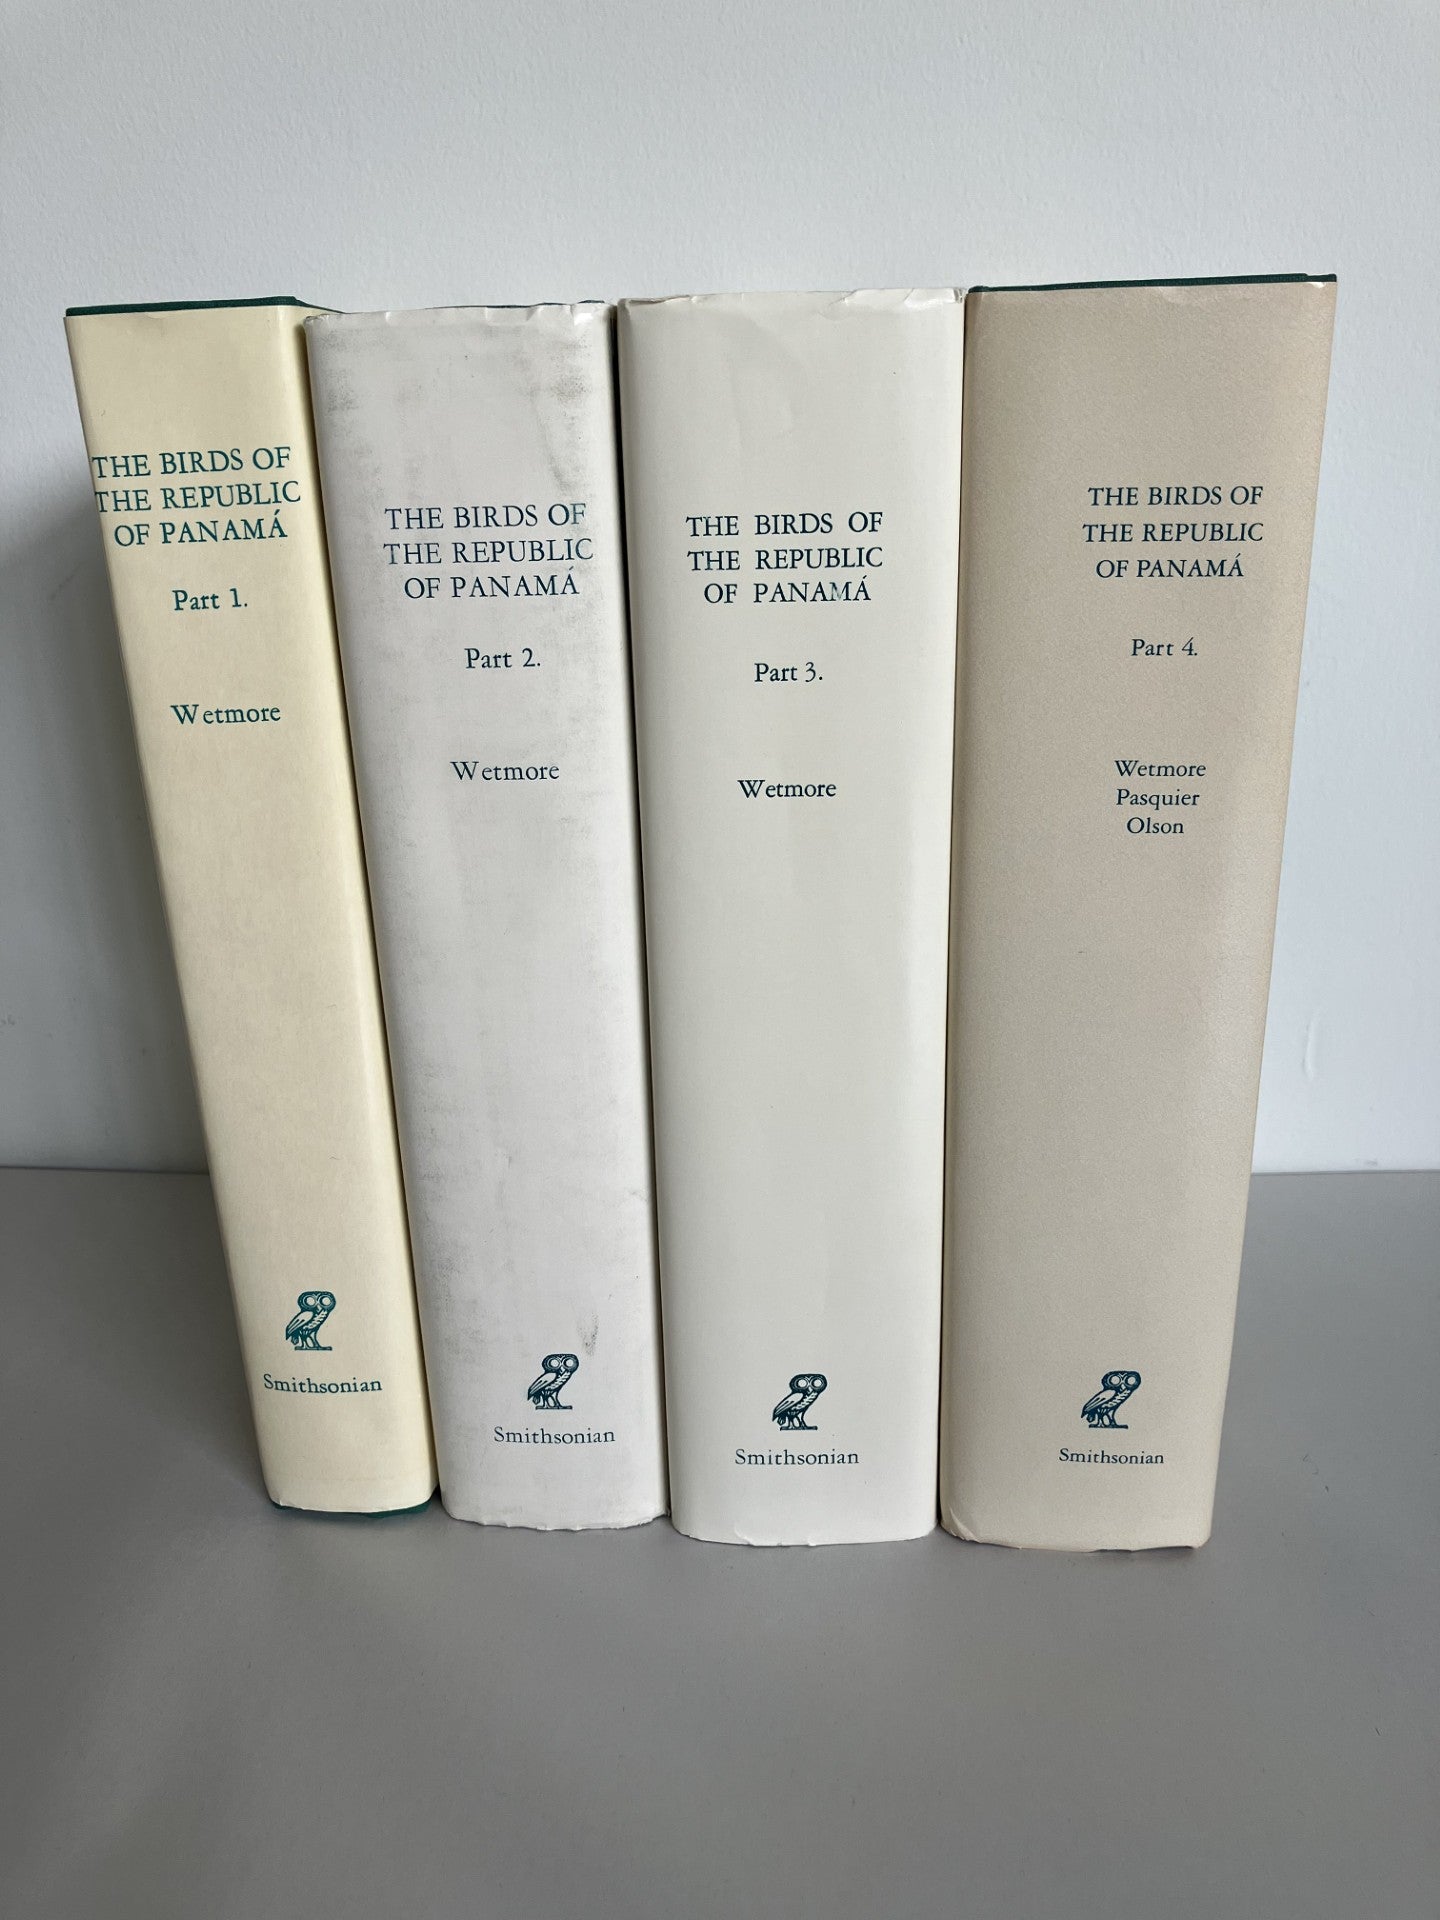 THE BIRDS OF
THE REPUBLIC
OF PANAMÁ
Part 1.
Wetmore
Smithsonian
THE BIRDS OF
THE REPUBLIC
OF PANAMÁ
Part 2.
Wetmore
Smithsonian
THE BIRDS OF
THE REPUBLIC
OF PANAMÁ
Part 3.
Wetmore
Smithsonian
THE BIRDS OF
THE REPUBLIC
OF PANAMÁ
Part 4.
Wetmore
Pasquier
Olson
Smithsonian